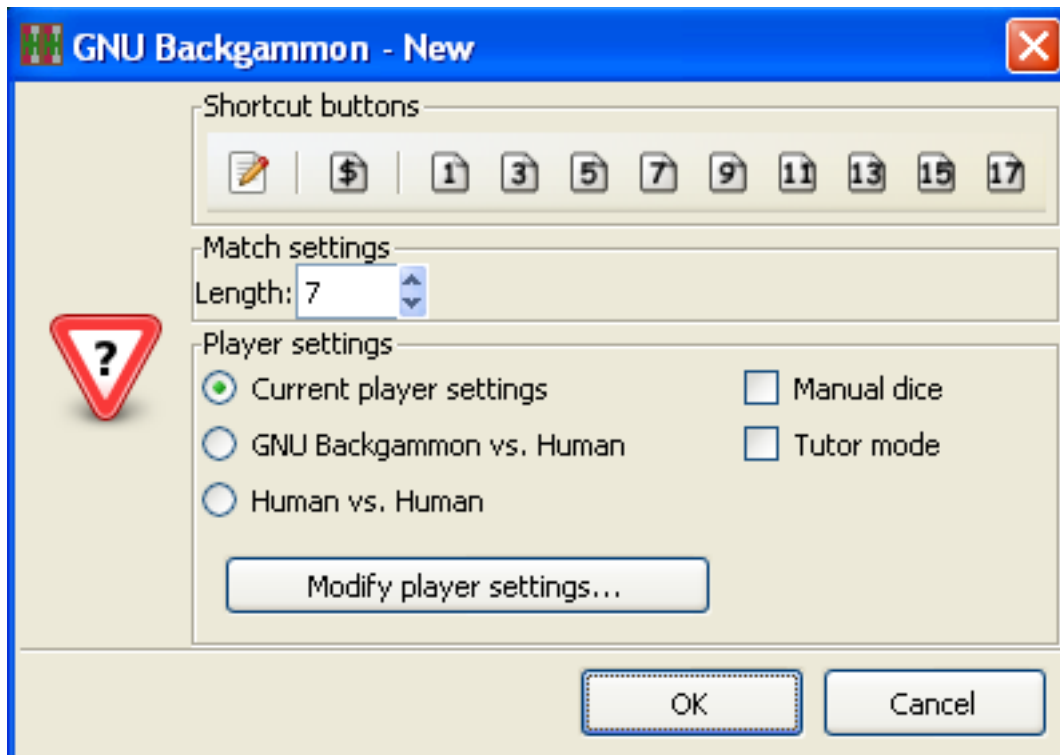 GNU Backgammon - New
Shortcut buttons
$ 1 3 5 7 9 11 13 15 17
Match settings
Length: 7
?
Player settings
Current player settings
Manual dice
GNU Backgammon vs. Human
Tutor mode
Human vs. Human
Modify player settings...
OK Cancel